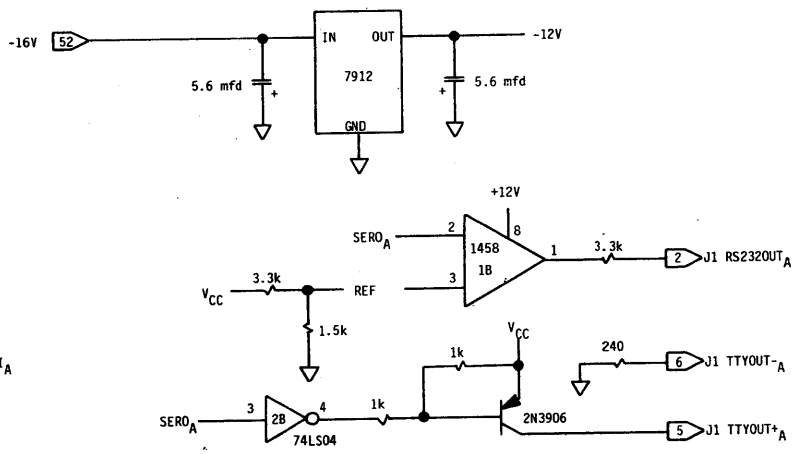 -16V 52 IN OUT -12V
5.6 mfd + 7912 + 5.6 mfd
GND
+12V
SEROA 2 8
1458 1 3.3k 2 J1 RS232OUTA
1B
VCC 3.3k REF 3
1.5k
VCC
1k 240
6 J1 TTYOUT-A
SEROA 3 2B 4 1k 2N3906
5 J1 TTYOUT+A
74LS04